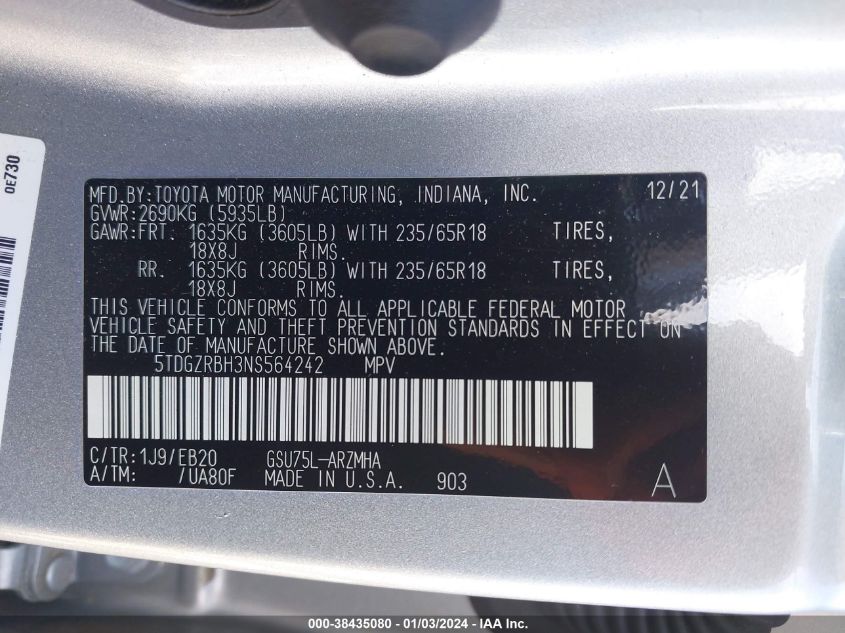 0E730
MFD.BY:TOYOTA MOTOR MANUFACTURING, INDIANA, INC. 12/21
GVWR:2690KG (5935LB)
GAWR:FRT. 1635KG (3605LB) WITH 235/65R18 TIRES,
18X8J RIMS.
RR. 1635KG (3605LB) WITH 235/65R18 TIRES,
18X8J RIMS.
THIS VEHICLE CONFORMS TO ALL APPLICABLE FEDERAL MOTOR
VEHICLE SAFETY AND THEFT PREVENTION STANDARDS IN EFFECT ON
THE DATE OF MANUFACTURE SHOWN ABOVE.
5TDGZRBH3NS564242 MPV
C/TR:1J9/EB20 GSU75L-ARZMHA
A/TM: /UA80F MADE IN U.S.A. 903 A
000-38435080 - 01/03/2024 - IAA Inc.